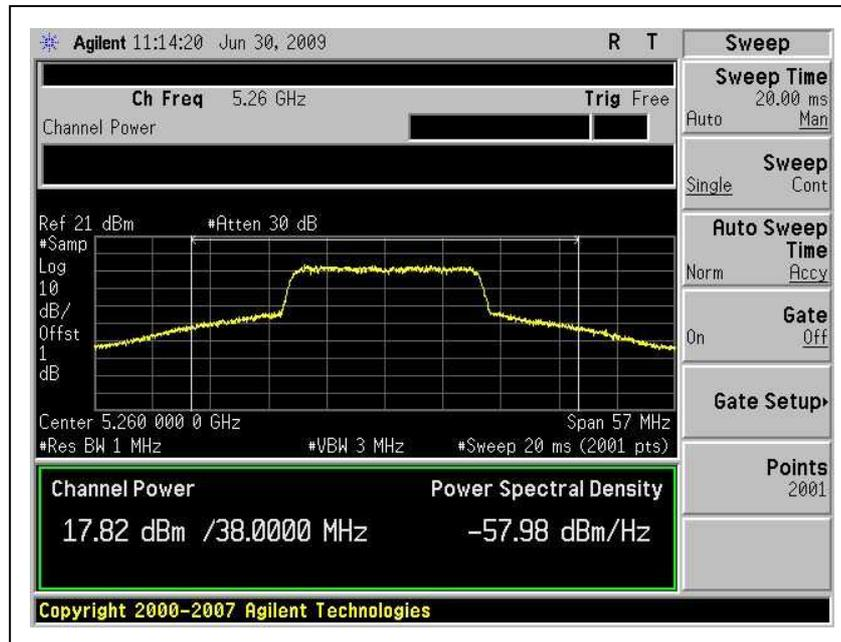 Agilent 11:14:20 Jun 30, 2009 R T
Ch Freq 5.26 GHz Trig Free
Channel Power
Ref 21 dBm #Atten 30 dB
#Samp
Log
10
dB/
Offst
1
dB
Center 5.260 000 0 GHz Span 57 MHz
#Res BW 1 MHz #VBW 3 MHz #Sweep 20 ms (2001 pts)
Channel Power Power Spectral Density
17.82 dBm /38.0000 MHz -57.98 dBm/Hz
Copyright 2000-2007 Agilent Technologies
Sweep
Sweep Time
20.00 ms
Auto Man
Sweep
Single Cont
Auto Sweep
Time
Norm Accy
Gate
On Off
Gate Setup
Points
2001